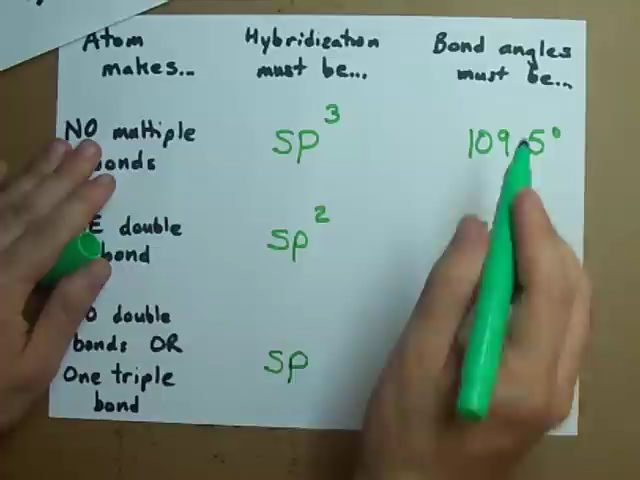 Atom Hybridization Bond angles
makes... must be... must be...
NO multiple sp³ 109.5°
bonds
double sp²
bond
double
bonds OR sp
One triple
bond